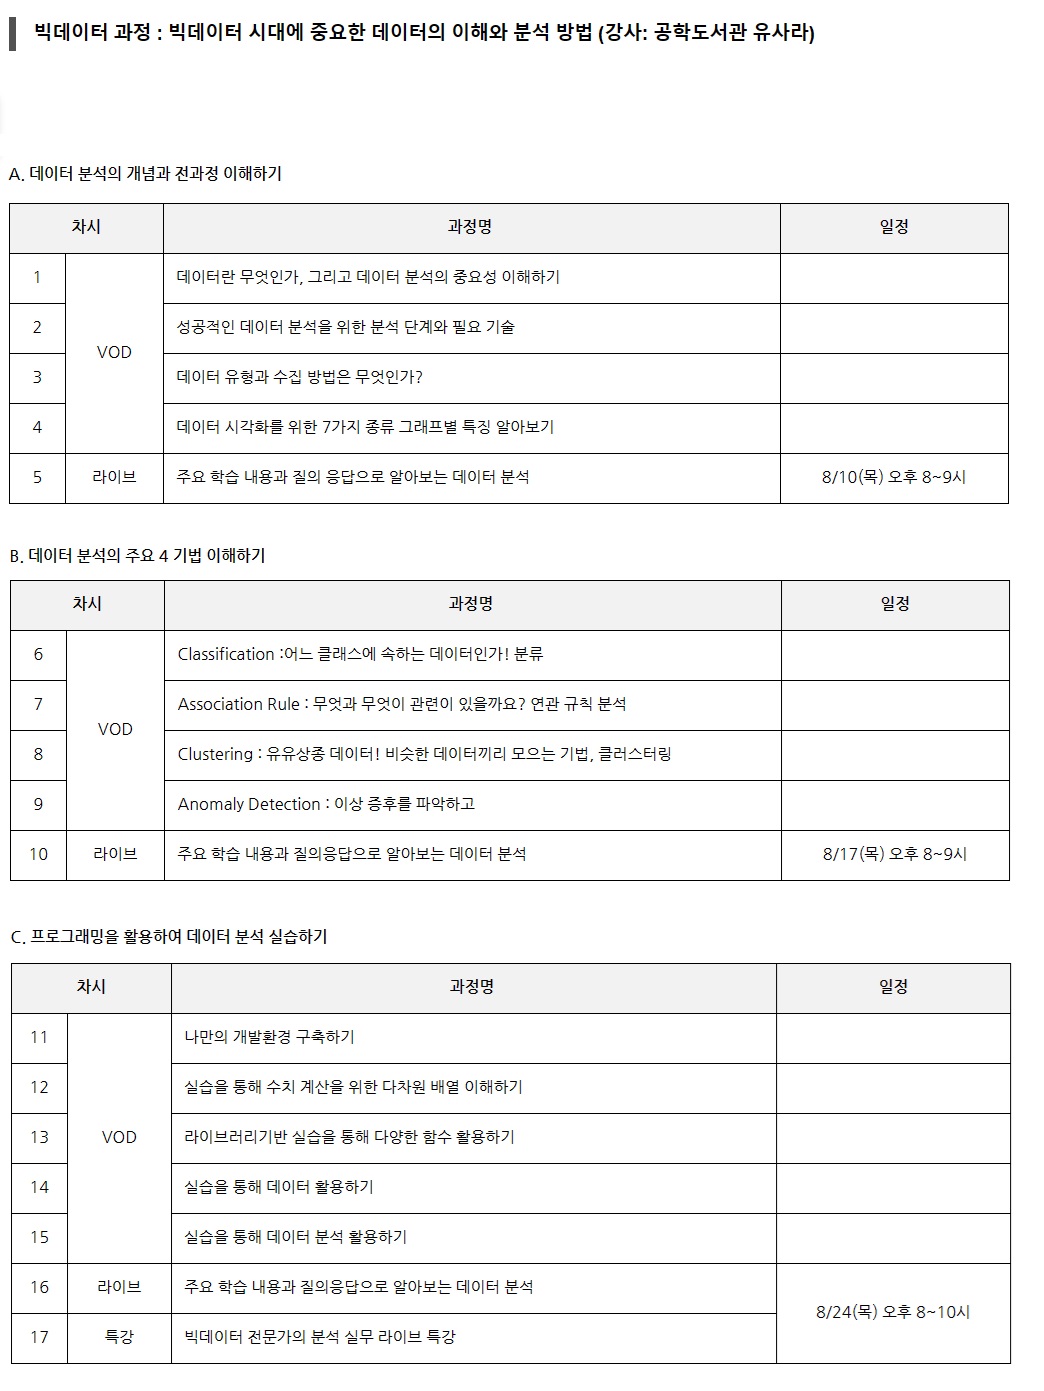 빅데이터 과정 : 빅데이터 시대에 중요한 데이터의 이해와 분석 방법 (강사: 공학도서관 유사라)
A. 데이터 분석의 개념과 전과정 이해하기
차시 과정명 일정
1 데이터란 무엇인가, 그리고 데이터 분석의 중요성 이해하기
2 성공적인 데이터 분석을 위한 분석 단계와 필요 기술
VOD
3 데이터 유형과 수집 방법은 무엇인가?
4 데이터 시각화를 위한 7가지 종류 그래프별 특징 알아보기
5 라이브 주요 학습 내용과 질의 응답으로 알아보는 데이터 분석 8/10(목) 오후 8~9시
B. 데이터 분석의 주요 4 기법 이해하기
차시 과정명 일정
6 Classification :어느 클래스에 속하는 데이터인가! 분류
7 Association Rule : 무엇과 무엇이 관련이 있을까요? 연관 규칙 분석
VOD
8 Clustering : 유유상종 데이터! 비슷한 데이터끼리 모으는 기법, 클러스터링
9 Anomaly Detection : 이상 증후를 파악하고
10 라이브 주요 학습 내용과 질의응답으로 알아보는 데이터 분석 8/17(목) 오후 8~9시
C. 프로그래밍을 활용하여 데이터 분석 실습하기
차시 과정명 일정
11 나만의 개발환경 구축하기
12 실습을 통해 수치 계산을 위한 다차원 배열 이해하기
13 VOD 라이브러리기반 실습을 통해 다양한 함수 활용하기
14 실습을 통해 데이터 활용하기
15 실습을 통해 데이터 분석 활용하기
16 라이브 주요 학습 내용과 질의응답으로 알아보는 데이터 분석
8/24(목) 오후 8~10시
17 특강 빅데이터 전문가의 분석 실무 라이브 특강